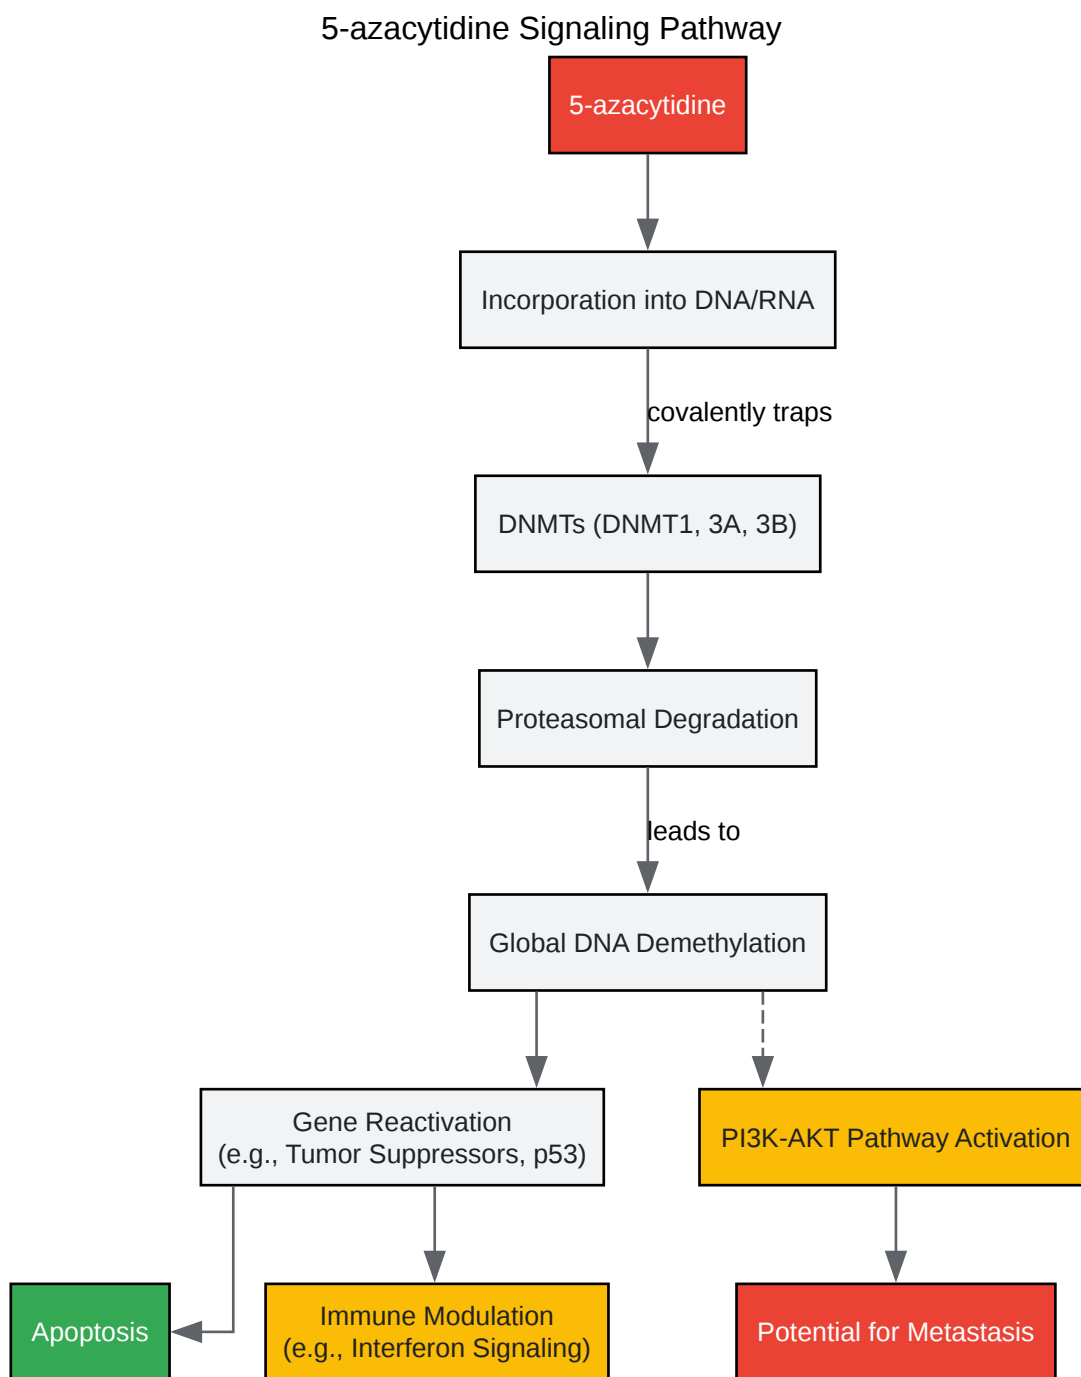 5-azacytidine Signaling Pathway
5-azacytidine
Incorporation into DNA/RNA
covalently traps
DNMTs (DNMT1, 3A, 3B)
Proteasomal Degradation
leads to
Global DNA Demethylation
Gene Reactivation
(e.g., Tumor Suppressors, p53)
PI3K-AKT Pathway Activation
Apoptosis
Immune Modulation
(e.g., Interferon Signaling)
Potential for Metastasis